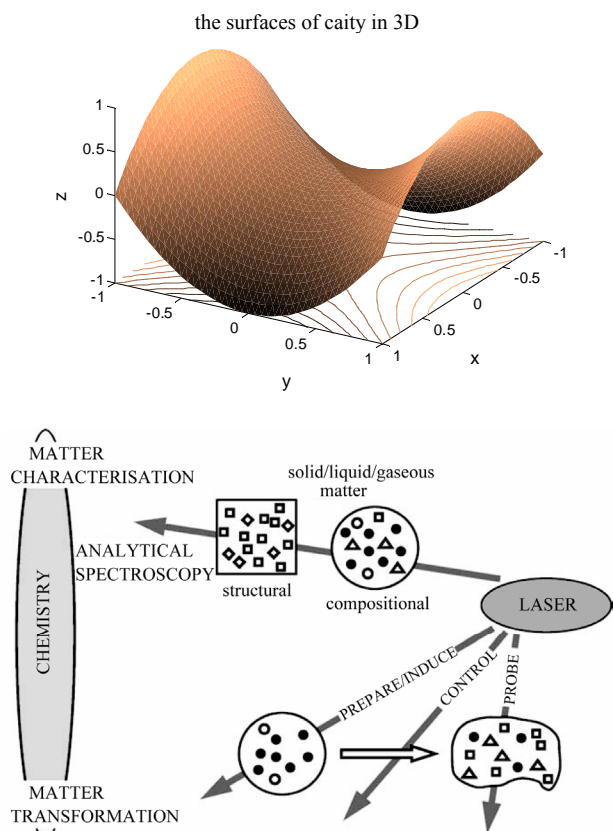 the surfaces of caity in 3D
1
0.5
0
-0.5
-1
z
-1
-0.5
0
0.5
1
y
-1
-0.5
0
0.5
1
x
MATTER
CHARACTERISATION
solid/liquid/gaseous
matter
ANALYTICAL
SPECTROSCOPY
structural
compositional
LASER
CHEMISTRY
PREPARE/INDUCE
CONTROL
PROBE
MATTER
TRANSFORMATION